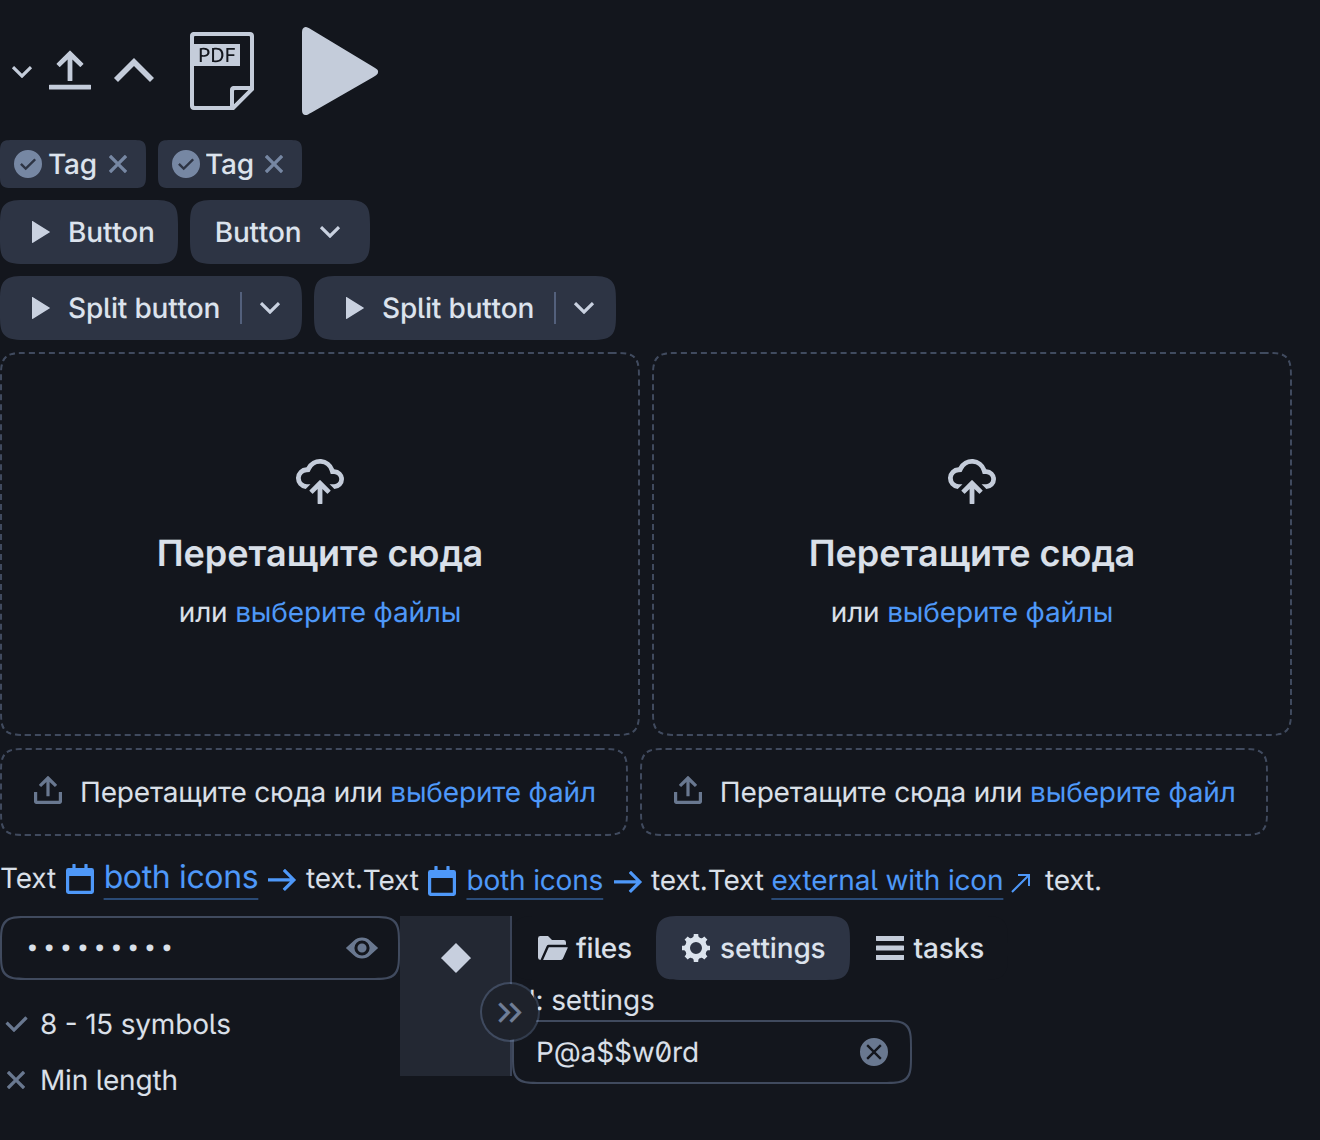 PDF
Tag Tag
Button Button
Split button Split button
Перетащите сюда Перетащите сюда
или выберите файлы или выберите файлы
Перетащите сюда или выберите файл Перетащите сюда или выберите файл
Text both icons text.Text both icons text.Text external with icon text.
••••••••• files settings tasks
: settings
8 - 15 symbols
P@a$$w0rd
Min length